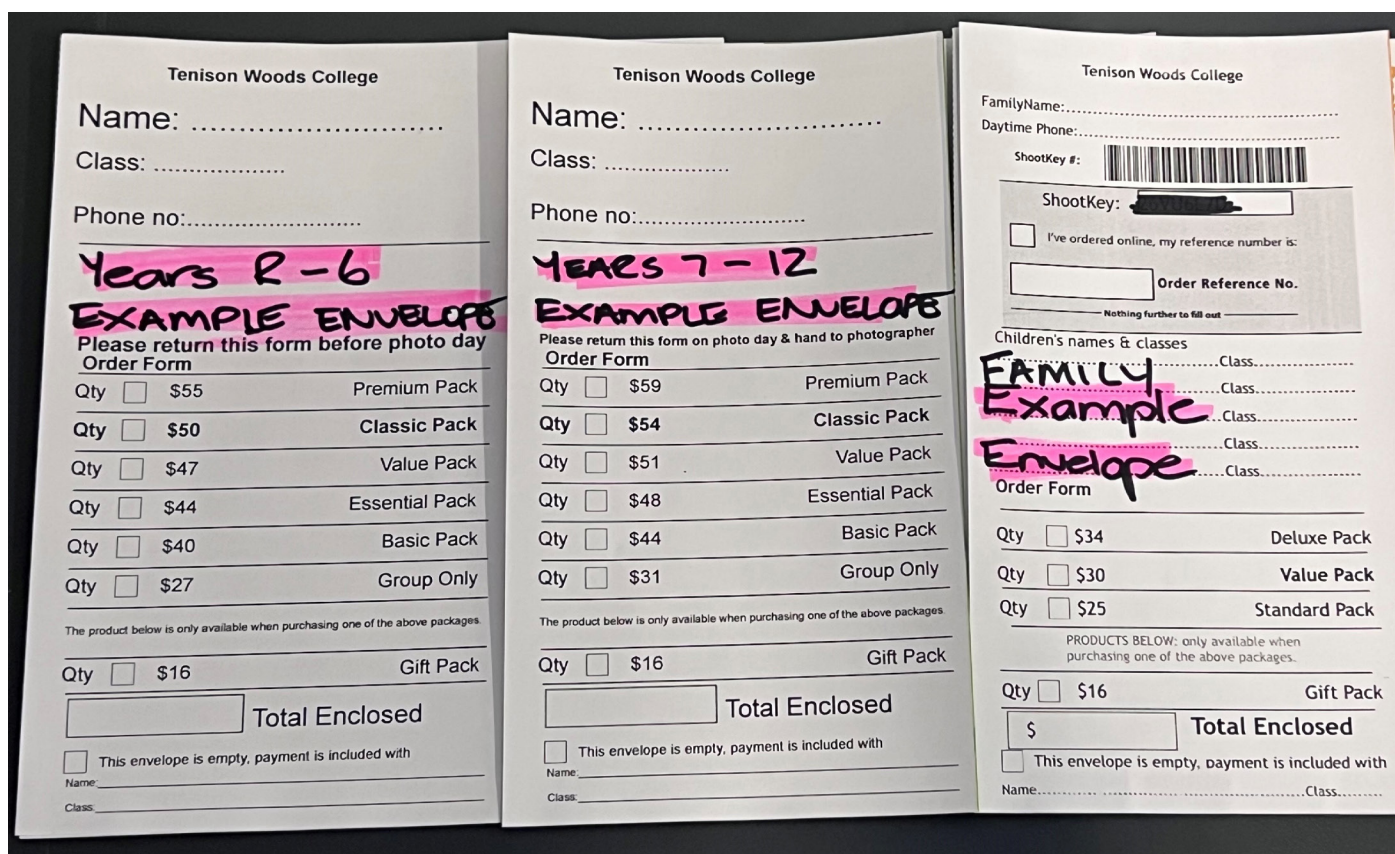 Tenison Woods College
Name: ...........................
Class: ...................
Phone no:.........................
Years R-6
EXAMPLE ENVELOPE
Please return this form before photo day
Order Form
Qty $55 Premium Pack
Qty $50 Classic Pack
Qty $47 Value Pack
Qty $44 Essential Pack
Qty $40 Basic Pack
Qty $27 Group Only
The product below is only available when purchasing one of the above packages.
Qty $16 Gift Pack
Total Enclosed
This envelope is empty, payment is included with
Name:
Class:
Tenison Woods College
Name: ..........................
Class: ..................
Phone no:........................
YEARS 7-12
EXAMPLE ENVELOPE
Please return this form on photo day & hand to photographer
Order Form
Qty $59 Premium Pack
Qty $54 Classic Pack
Qty $51 Value Pack
Qty $48 Essential Pack
Qty $44 Basic Pack
Qty $31 Group Only
The product below is only available when purchasing one of the above packages.
Qty $16 Gift Pack
Total Enclosed
This envelope is empty, payment is included with
Name:
Class:
Tenison Woods College
FamilyName:..........................
Daytime Phone:..........................
ShootKey #:
ShootKey:
I've ordered online, my reference number is:
Order Reference No.
Nothing further to fill out
Children's names & classes
FAMILY
Example
Envelope
Class....................
Class....................
Class....................
Class....................
Class....................
Order Form
Qty $34 Deluxe Pack
Qty $30 Value Pack
Qty $25 Standard Pack
PRODUCTS BELOW: only available when
purchasing one of the above packages.
Qty $16 Gift Pack
$ Total Enclosed
This envelope is empty, payment is included with
Name..........................Class.........